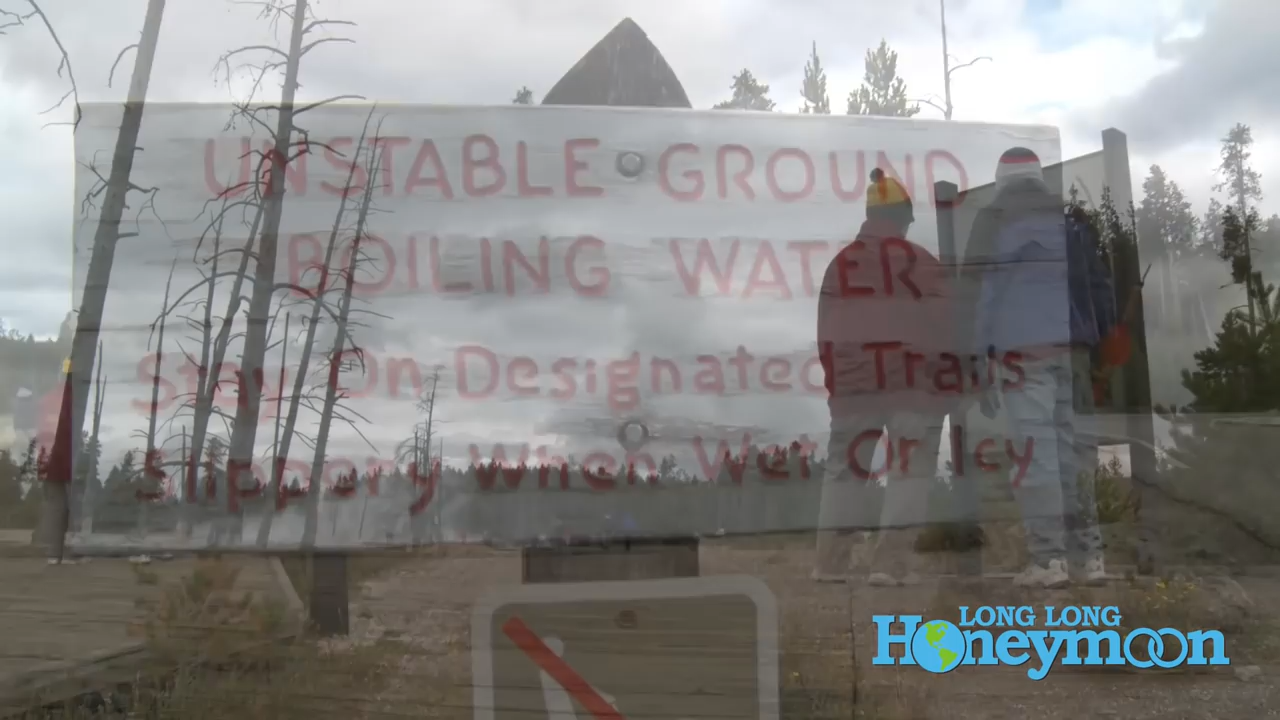 UNSTABLE GROUND
BOILING WATER
Stay On Designated Trails
Slippery When Wet Or Icy
LONG LONG
Honeymoon